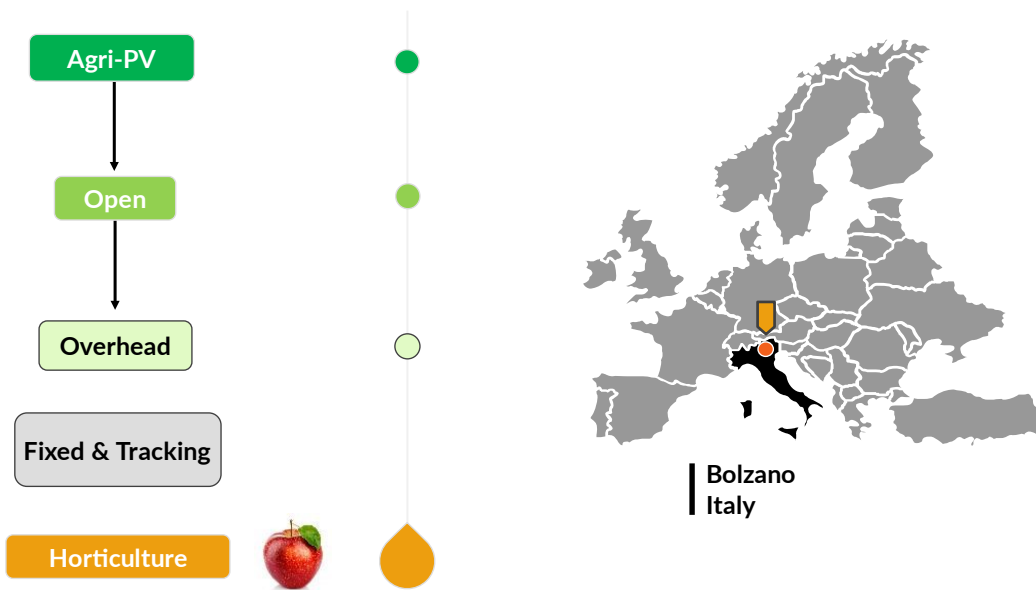 Agri-PV
Open
Overhead
Fixed & Tracking
Horticulture
Bolzano
Italy